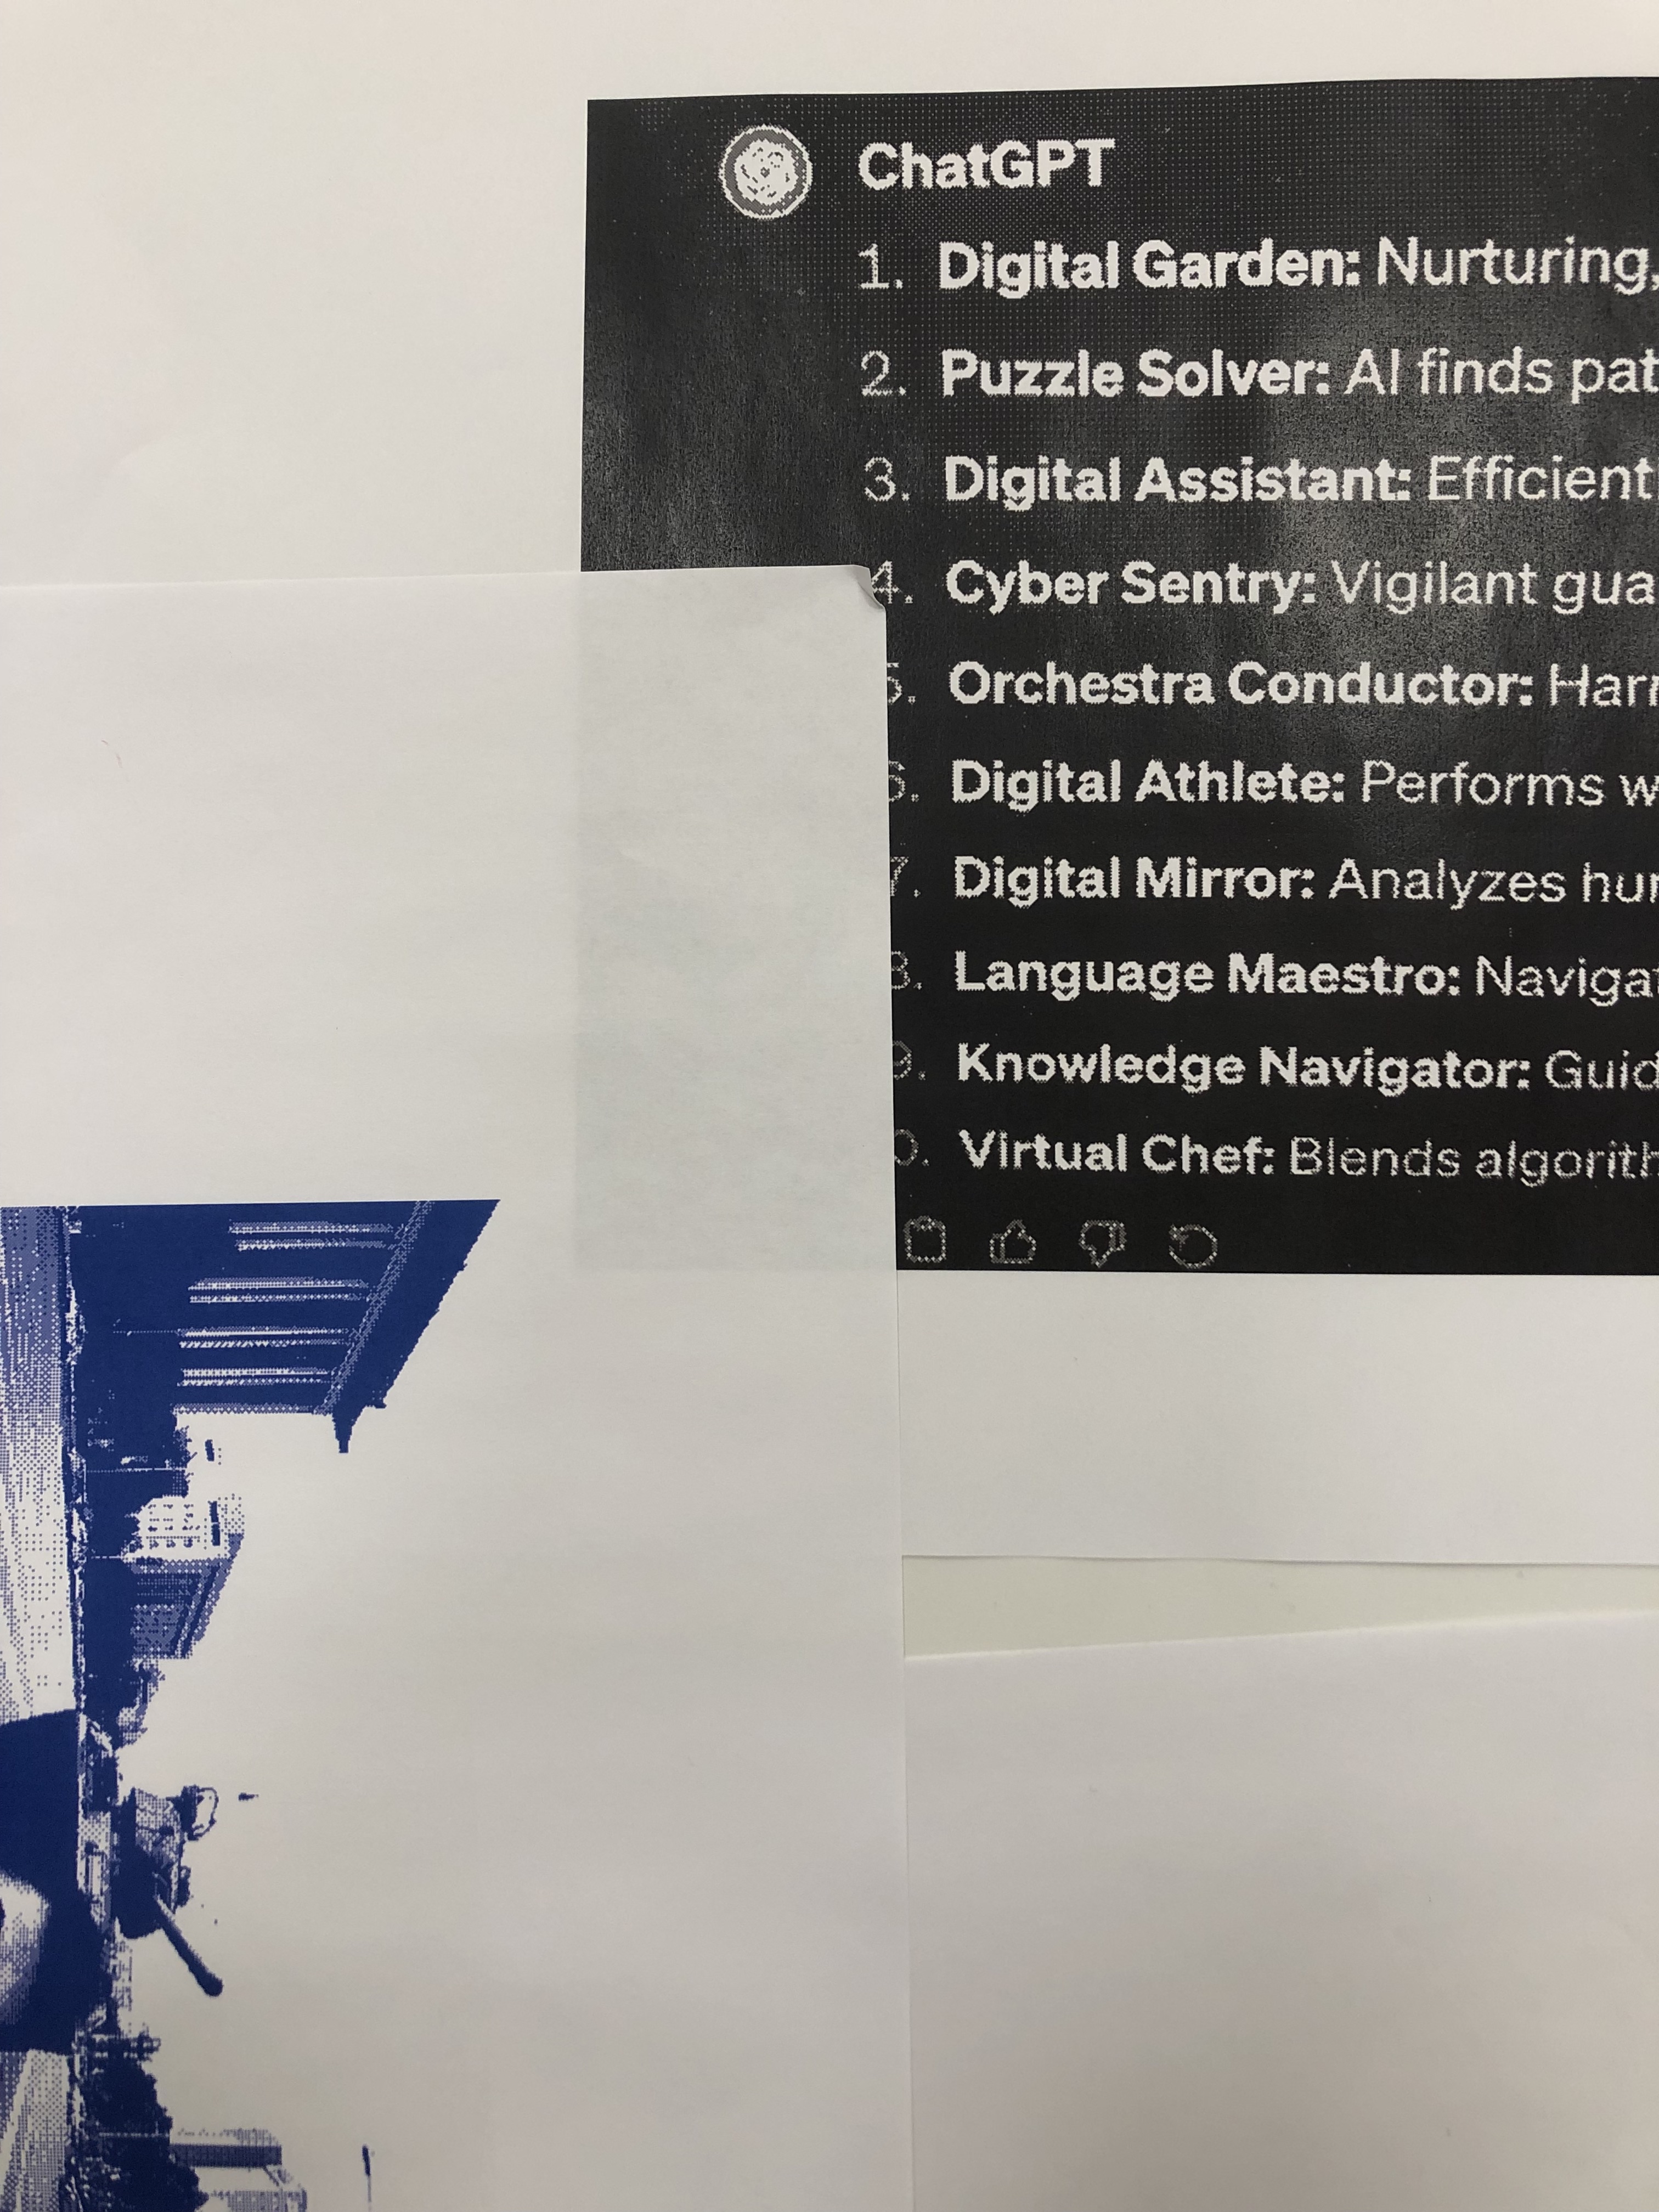 ChatGPT
1. Digital Garden: Nurturing,
2. Puzzle Solver: AI finds pat
3. Digital Assistant: Efficient
4. Cyber Sentry: Vigilant gua
5. Orchestra Conductor: Harr
6. Digital Athlete: Performs w
7. Digital Mirror: Analyzes hur
8. Language Maestro: Navigat
9. Knowledge Navigator: Guid
0. Virtual Chef: Blends algorith